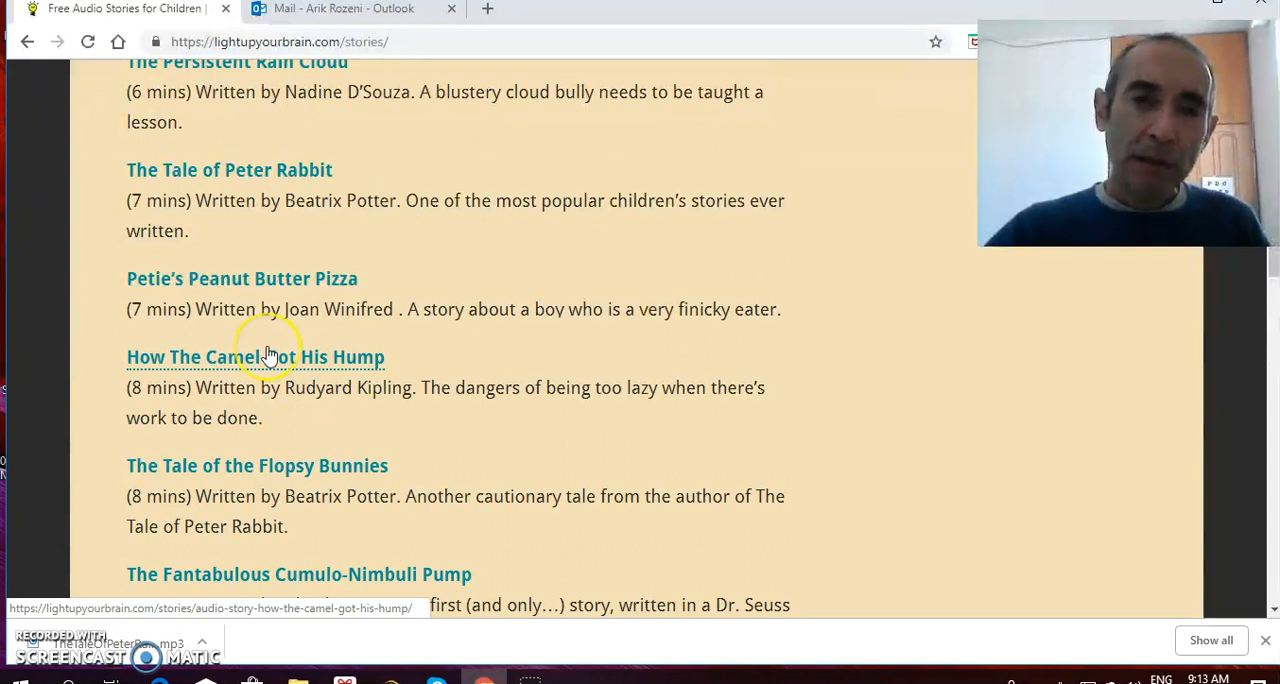 Free Audio Stories for Children |
Mail - Arik Rozeni - Outlook
https://lightupyourbrain.com/stories/
The Persistent Rain Cloud
(6 mins) Written by Nadine D’Souza. A blustery cloud bully needs to be taught a
lesson.
The Tale of Peter Rabbit
(7 mins) Written by Beatrix Potter. One of the most popular children’s stories ever
written.
Petie’s Peanut Butter Pizza
(7 mins) Written by Joan Winifred . A story about a boy who is a very finicky eater.
How The Camel Got His Hump
(8 mins) Written by Rudyard Kipling. The dangers of being too lazy when there’s
work to be done.
The Tale of the Flopsy Bunnies
(8 mins) Written by Beatrix Potter. Another cautionary tale from the author of The
Tale of Peter Rabbit.
The Fantabulous Cumulo-Nimbuli Pump
first (and only…) story, written in a Dr. Seuss
https://lightupyourbrain.com/stories/audio-story-how-the-camel-got-his-hump/
RECORDED WITH
SCREENCAST MATIC
TheTaleOfPeterRa....mp3
Show all
ENG
9:13 AM